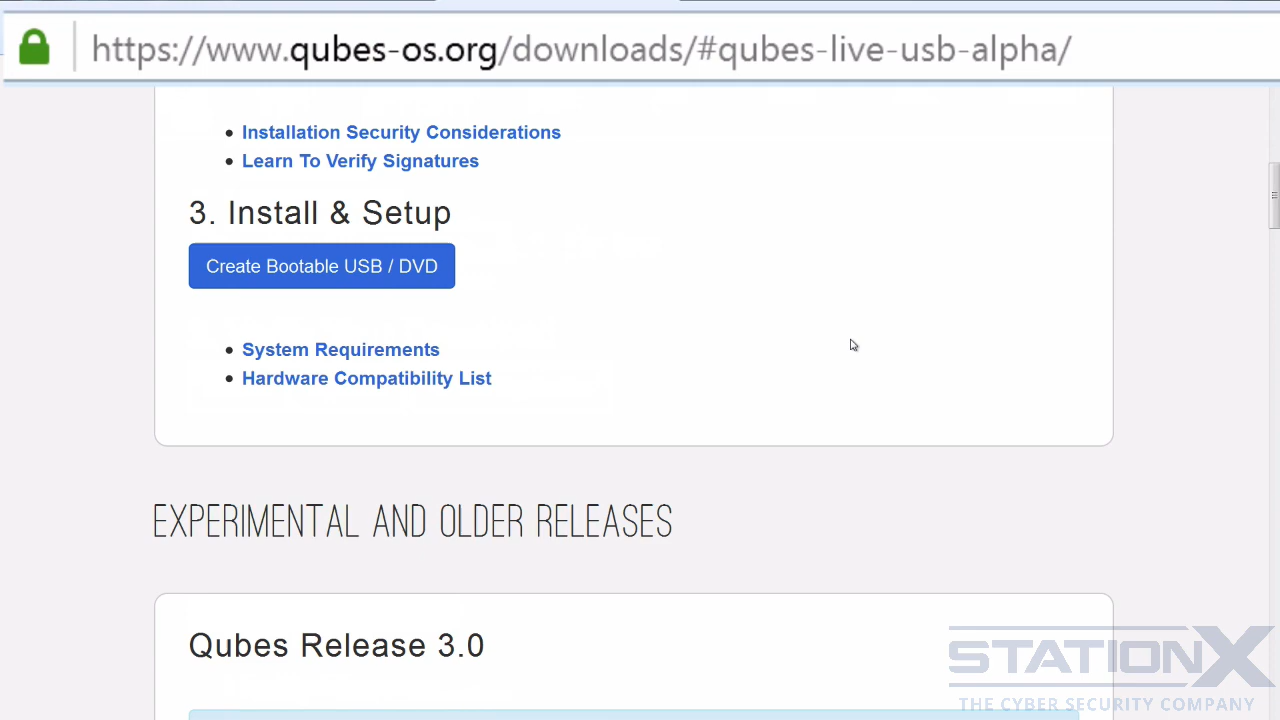 https://www.qubes-os.org/downloads/#qubes-live-usb-alpha/
Installation Security Considerations
Learn To Verify Signatures
3. Install & Setup
Create Bootable USB / DVD
System Requirements
Hardware Compatibility List
EXPERIMENTAL AND OLDER RELEASES
Qubes Release 3.0
STATIONX
THE CYBER SECURITY COMPANY